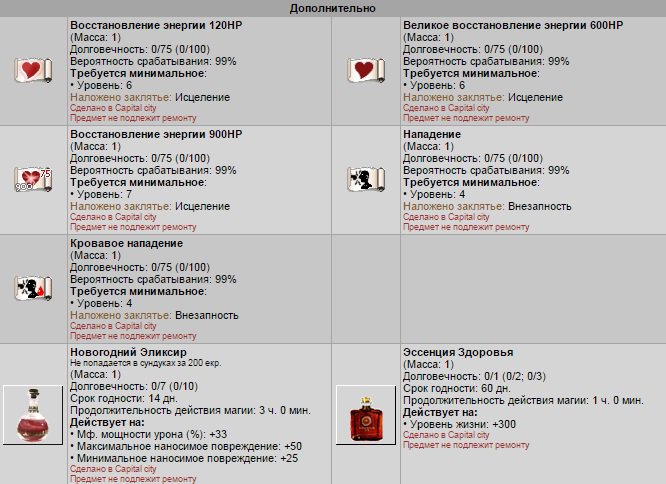 Дополнительно
Восстановление энергии 120HP
(Масса: 1)
Долговечность: 0/75 (0/100)
Вероятность срабатывания: 99%
Требуется минимальное:
• Уровень: 6
Наложено заклятье: Исцеление
Сделано в Capital city
Предмет не подлежит ремонту
Великое восстановление энергии 600HP
(Масса: 1)
Долговечность: 0/75 (0/100)
Вероятность срабатывания: 99%
Требуется минимальное:
• Уровень: 6
Наложено заклятье: Исцеление
Сделано в Capital city
Предмет не подлежит ремонту
75
900
Восстановление энергии 900HP
(Масса: 1)
Долговечность: 0/75 (0/100)
Вероятность срабатывания: 99%
Требуется минимальное:
• Уровень: 7
Наложено заклятье: Исцеление
Сделано в Capital city
Предмет не подлежит ремонту
Нападение
(Масса: 1)
Долговечность: 0/75 (0/100)
Вероятность срабатывания: 99%
Требуется минимальное:
• Уровень: 4
Наложено заклятье: Внезапность
Сделано в Capital city
Предмет не подлежит ремонту
Кровавое нападение
(Масса: 1)
Долговечность: 0/75 (0/100)
Вероятность срабатывания: 99%
Требуется минимальное:
• Уровень: 4
Наложено заклятье: Внезапность
Сделано в Capital city
Предмет не подлежит ремонту
Новогодний Эликсир
Не попадается в сундуках за 200 екр.
(Масса: 1)
Долговечность: 0/7 (0/10)
Срок годности: 14 дн.
Продолжительность действия магии: 3 ч. 0 мин.
Действует на:
• Мф. мощности урона (%): +33
• Максимальное наносимое повреждение: +50
• Минимальное наносимое повреждение: +25
Сделано в Capital city
Предмет не подлежит ремонту
Эссенция Здоровья
(Масса: 1)
Долговечность: 0/1 (0/2; 0/3)
Срок годности: 60 дн.
Продолжительность действия магии: 1 ч. 0 мин.
Действует на:
• Уровень жизни: +300
Сделано в Capital city
Предмет не подлежит ремонту